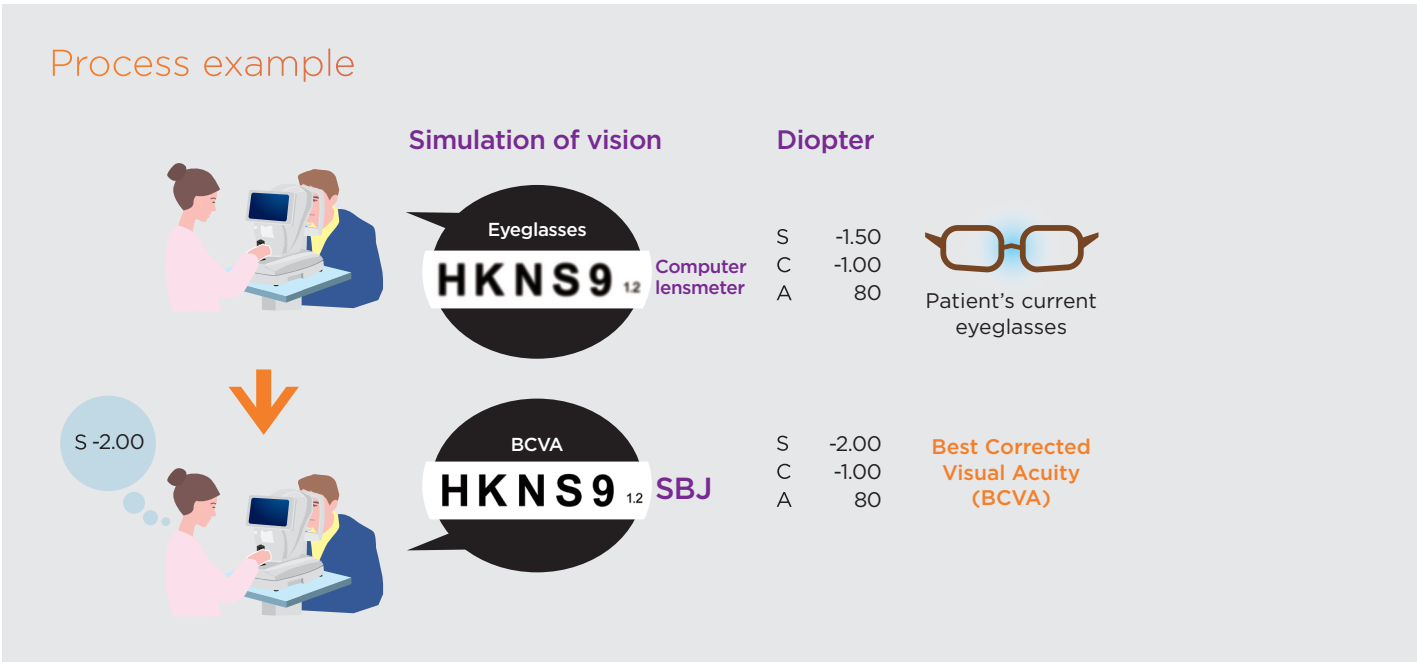 Process example
Simulation of vision
Diopter
Eyeglasses
HKNS9 1.2
Computer
lensmeter
S -1.50
C -1.00
A 80
Patient's current
eyeglasses
S -2.00
BCVA
HKNS9 1.2
SBJ
S -2.00
C -1.00
A 80
Best Corrected
Visual Acuity
(BCVA)